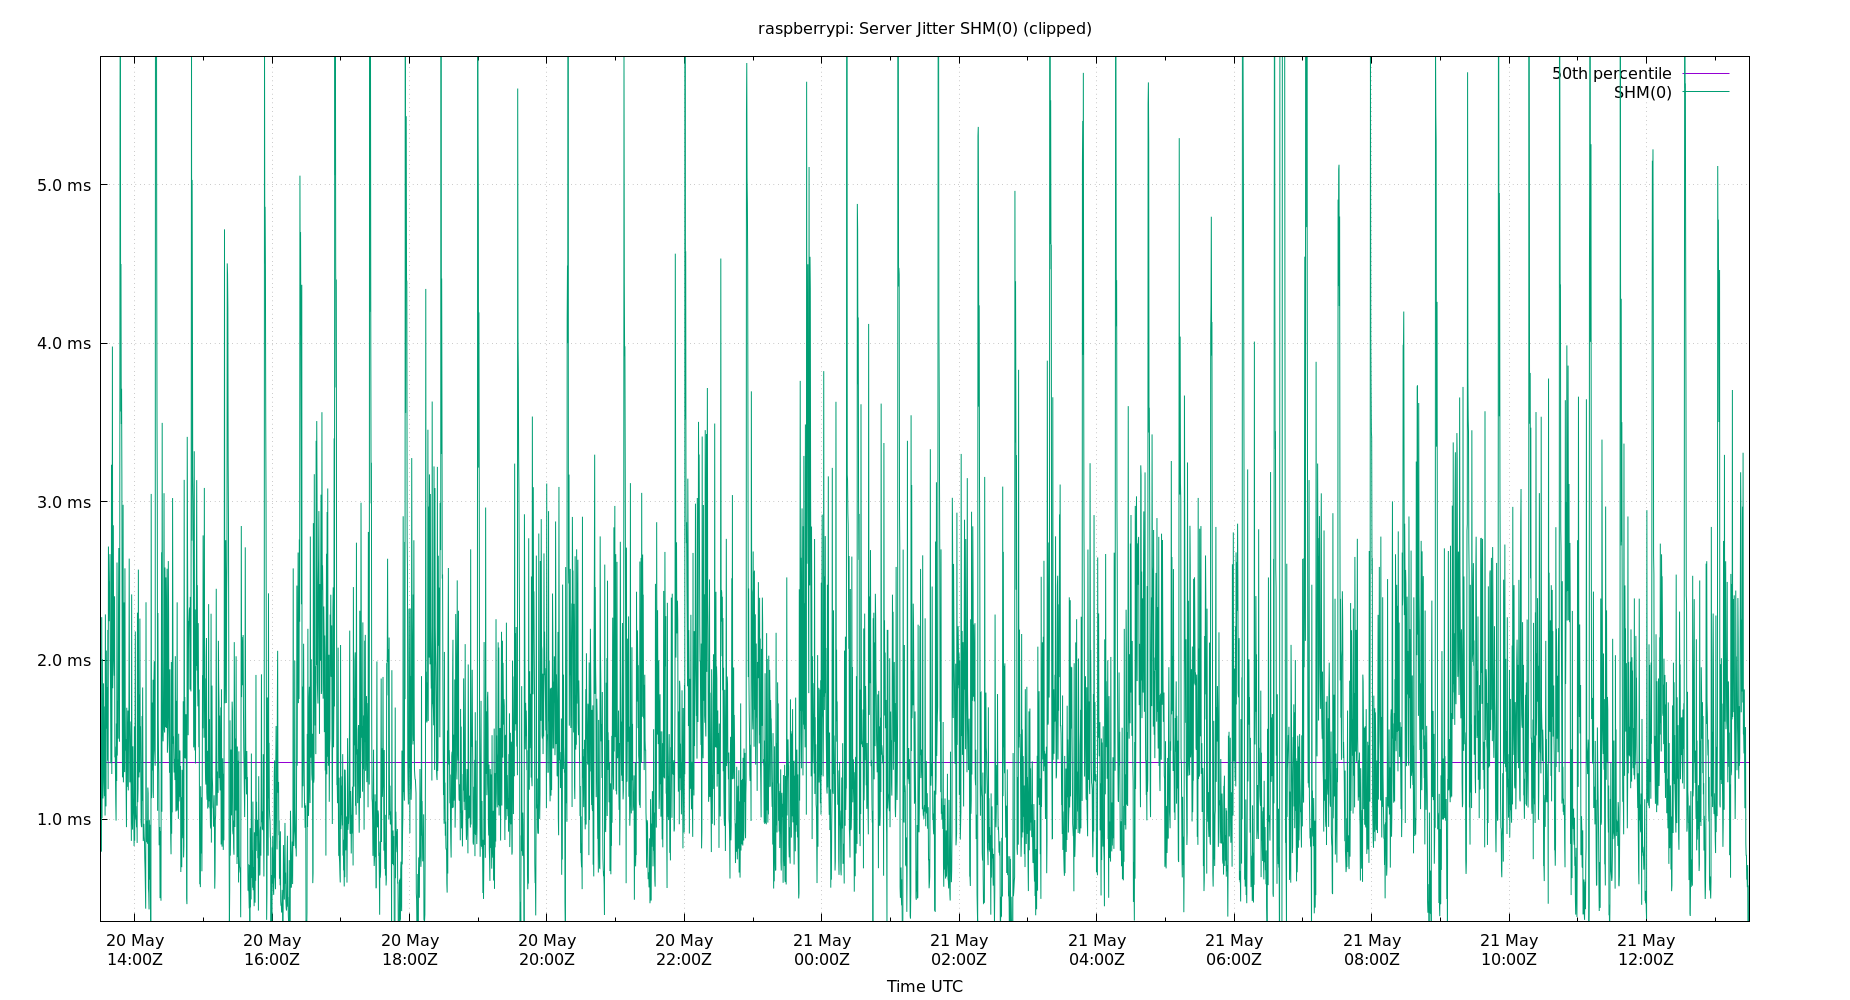 raspberrypi: Server Jitter SHM(0) (clipped)
50th percentile
SHM(0)
5.0 ms
4.0 ms
3.0 ms
2.0 ms
1.0 ms
20 May 20 May 20 May 20 May 20 May 21 May 21 May 21 May 21 May 21 May 21 May 21 May
14:00Z 16:00Z 18:00Z 20:00Z 22:00Z 00:00Z 02:00Z 04:00Z 06:00Z 08:00Z 10:00Z 12:00Z
Time UTC